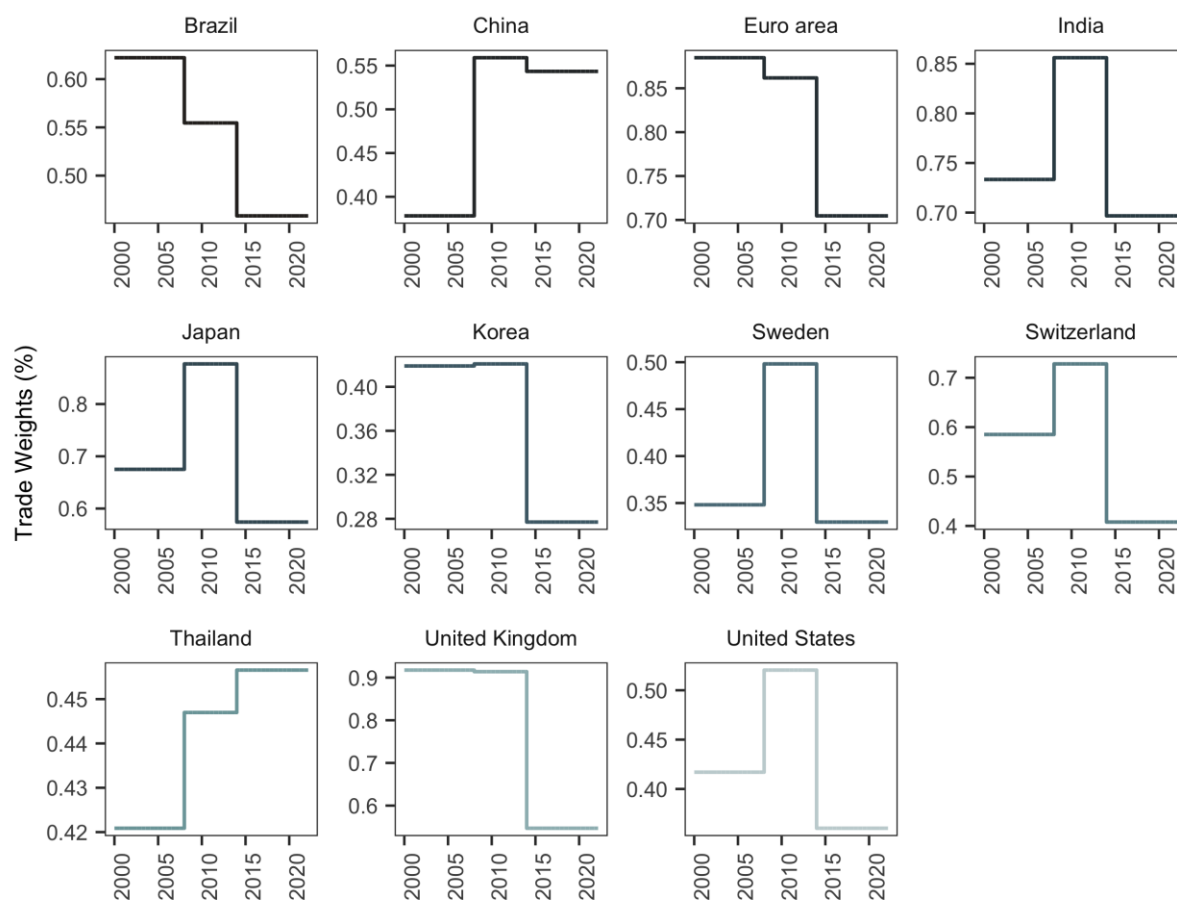 Brazil China Euro area India
0.60 0.55 0.50
0.55 0.50 0.45 0.40
0.85 0.80 0.75 0.70
0.85 0.80 0.75 0.70
2000 2005 2010 2015 2020
2000 2005 2010 2015 2020
2000 2005 2010 2015 2020
2000 2005 2010 2015 2020
Trade Weights (%)
Japan Korea Sweden Switzerland
0.8 0.7 0.6
0.40 0.36 0.32 0.28
0.50 0.45 0.40 0.35
0.7 0.6 0.5 0.4
2000 2005 2010 2015 2020
2000 2005 2010 2015 2020
2000 2005 2010 2015 2020
2000 2005 2010 2015 2020
Thailand United Kingdom United States
0.45 0.44 0.43 0.42
0.9 0.8 0.7 0.6
0.50 0.45 0.40
2000 2005 2010 2015 2020
2000 2005 2010 2015 2020
2000 2005 2010 2015 2020